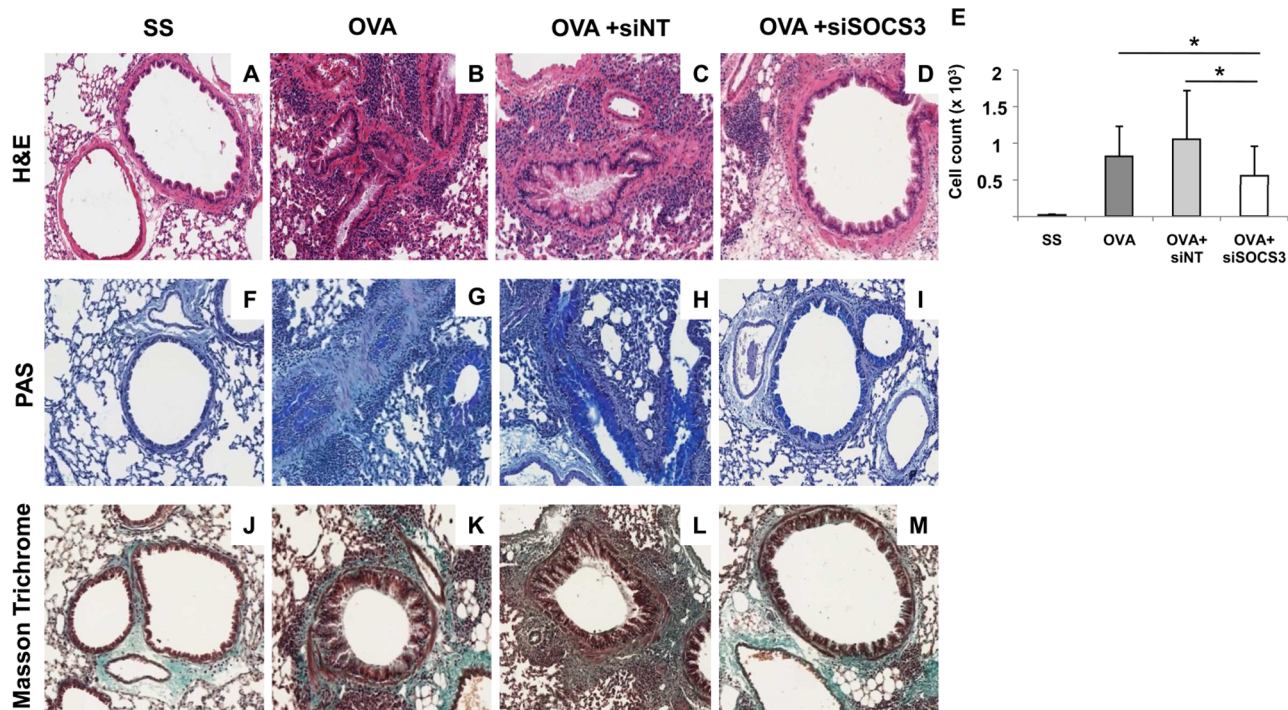 SS OVA OVA +siNT OVA +siSOCS3 E
H&E
A B C D
*
*
Cell count (x 10³)
2
1.5
1
0.5
SS OVA OVA+ siNT OVA+ siSOCS3
PAS
F G H I
Masson Trichrome
J K L M